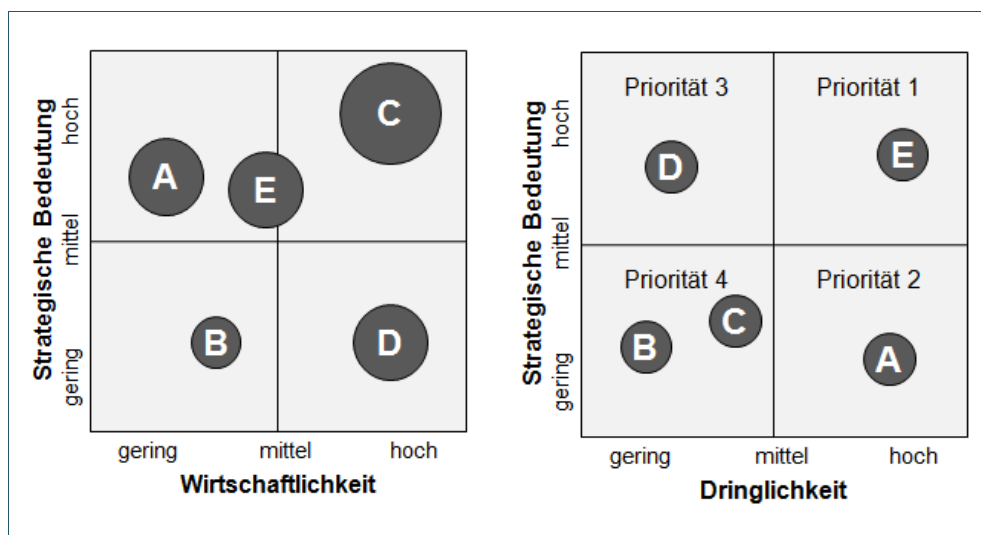 Strategische Bedeutung
hoch
mittel
gering
A
E
C
B
D
gering
mittel
hoch
Wirtschaftlichkeit
Strategische Bedeutung
hoch
mittel
gering
Priorität 3
Priorität 1
D
E
Priorität 4
Priorität 2
B
C
A
gering
mittel
hoch
Dringlichkeit